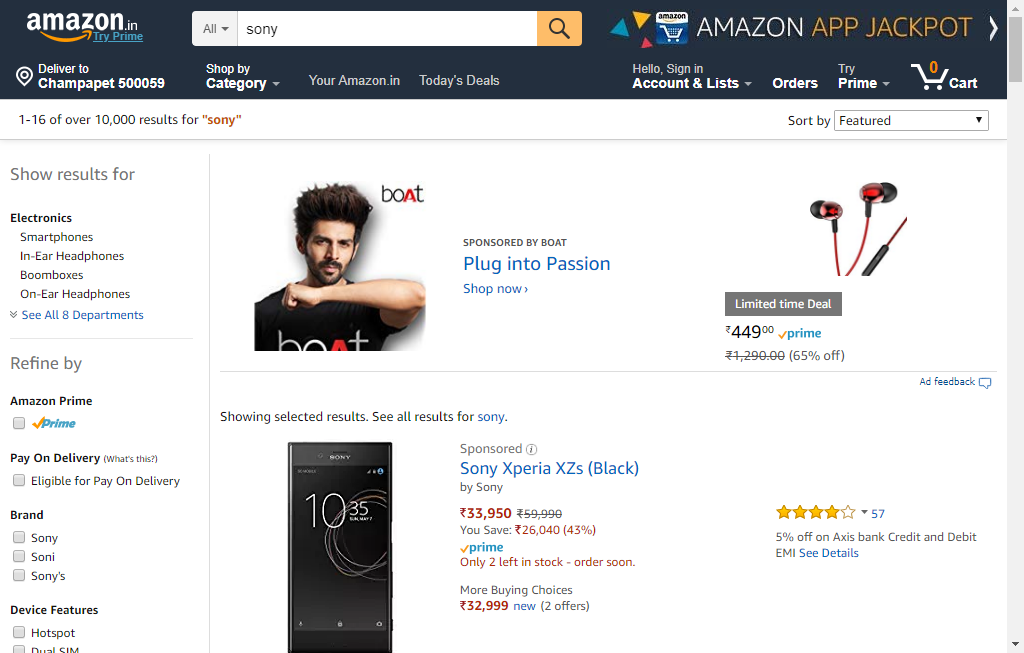 amazon.in
Try Prime
All
sony
amazon
AMAZON APP JACKPOT
Deliver to
Champapet 500059
Shop by
Category
Your Amazon.in
Today's Deals
Hello, Sign in
Account & Lists
Orders
Try
Prime
0
Cart
1-16 of over 10,000 results for "sony"
Sort by Featured
Show results for
Electronics
Smartphones
In-Ear Headphones
Boomboxes
On-Ear Headphones
See All 8 Departments
Refine by
Amazon Prime
Prime
Pay On Delivery (What's this?)
Eligible for Pay On Delivery
Brand
Sony
Soni
Sony's
Device Features
Hotspot
Dual SIM
boAt
boAt
SPONSORED BY BOAT
Plug into Passion
Shop now ›
Limited time Deal
₹44900 prime
₹1,290.00 (65% off)
Ad feedback
Showing selected results. See all results for sony.
SONY
10 35
SUN, MAY 7
Sponsored
Sony Xperia XZs (Black)
by Sony
₹33,950 ₹59,990
You Save: ₹26,040 (43%)
prime
Only 2 left in stock - order soon.
More Buying Choices
₹32,999 new (2 offers)
57
5% off on Axis bank Credit and Debit
EMI See Details